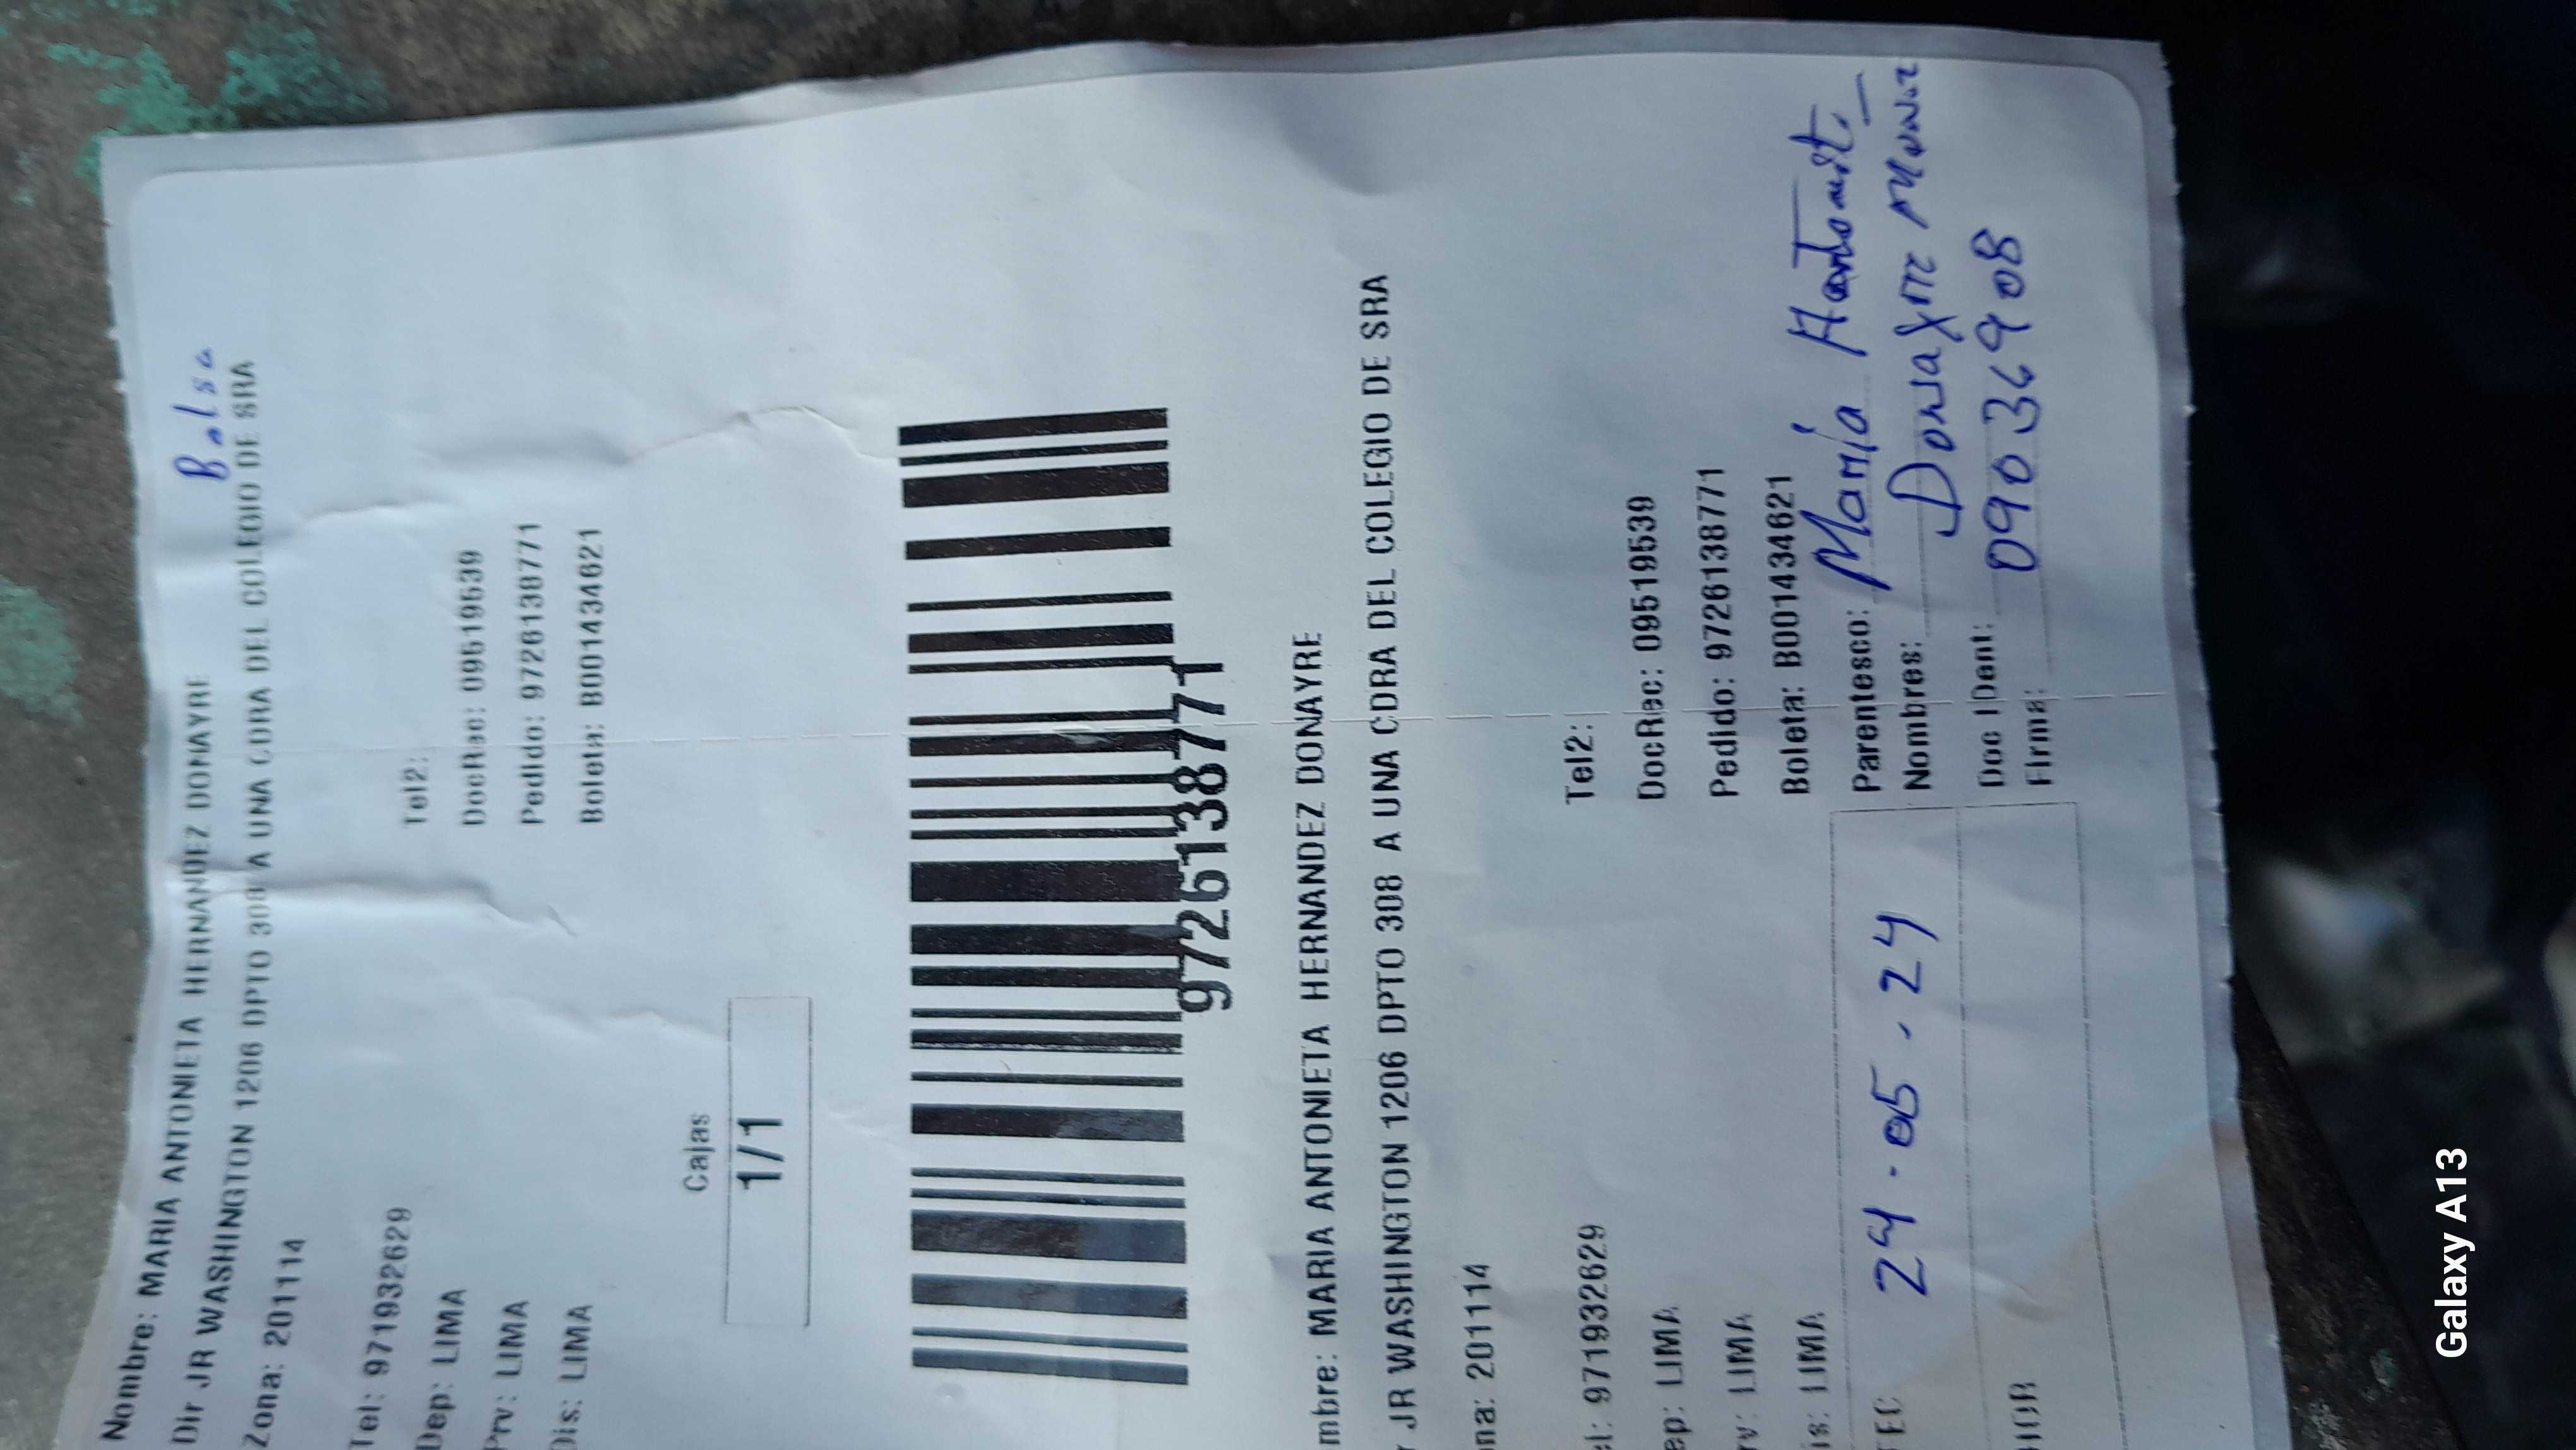 Bolsa
Nombre: MARIA ANTONIETA HERNANDEZ DONAYRE
Dir JR WASHINGTON 1206 DPTO 308 A UNA CDRA DEL COLEGIO DE SRA
Zona: 201114
Tel: 971932629 Tel2:
Dep: LIMA DocRec: 09519539
Prv: LIMA Pedido: 9726138771
Dis: LIMA Boleta: B001434621
Cajas
1/1
9726138771
mbre: MARIA ANTONIETA HERNANDEZ DONAYRE
JR WASHINGTON 1206 DPTO 308 A UNA CDRA DEL COLEGIO DE SRA
na: 201114
el: 971932629 Tel2:
ep: LIMA DocRec: 09519539
rv: LIMA Pedido: 9726138771
is: LIMA Boleta: B001434621
TEC 24.05.24 Parentesco: María
Nombres: Donayre
Doc IDent: 09036908
Firma:
Galaxy A13